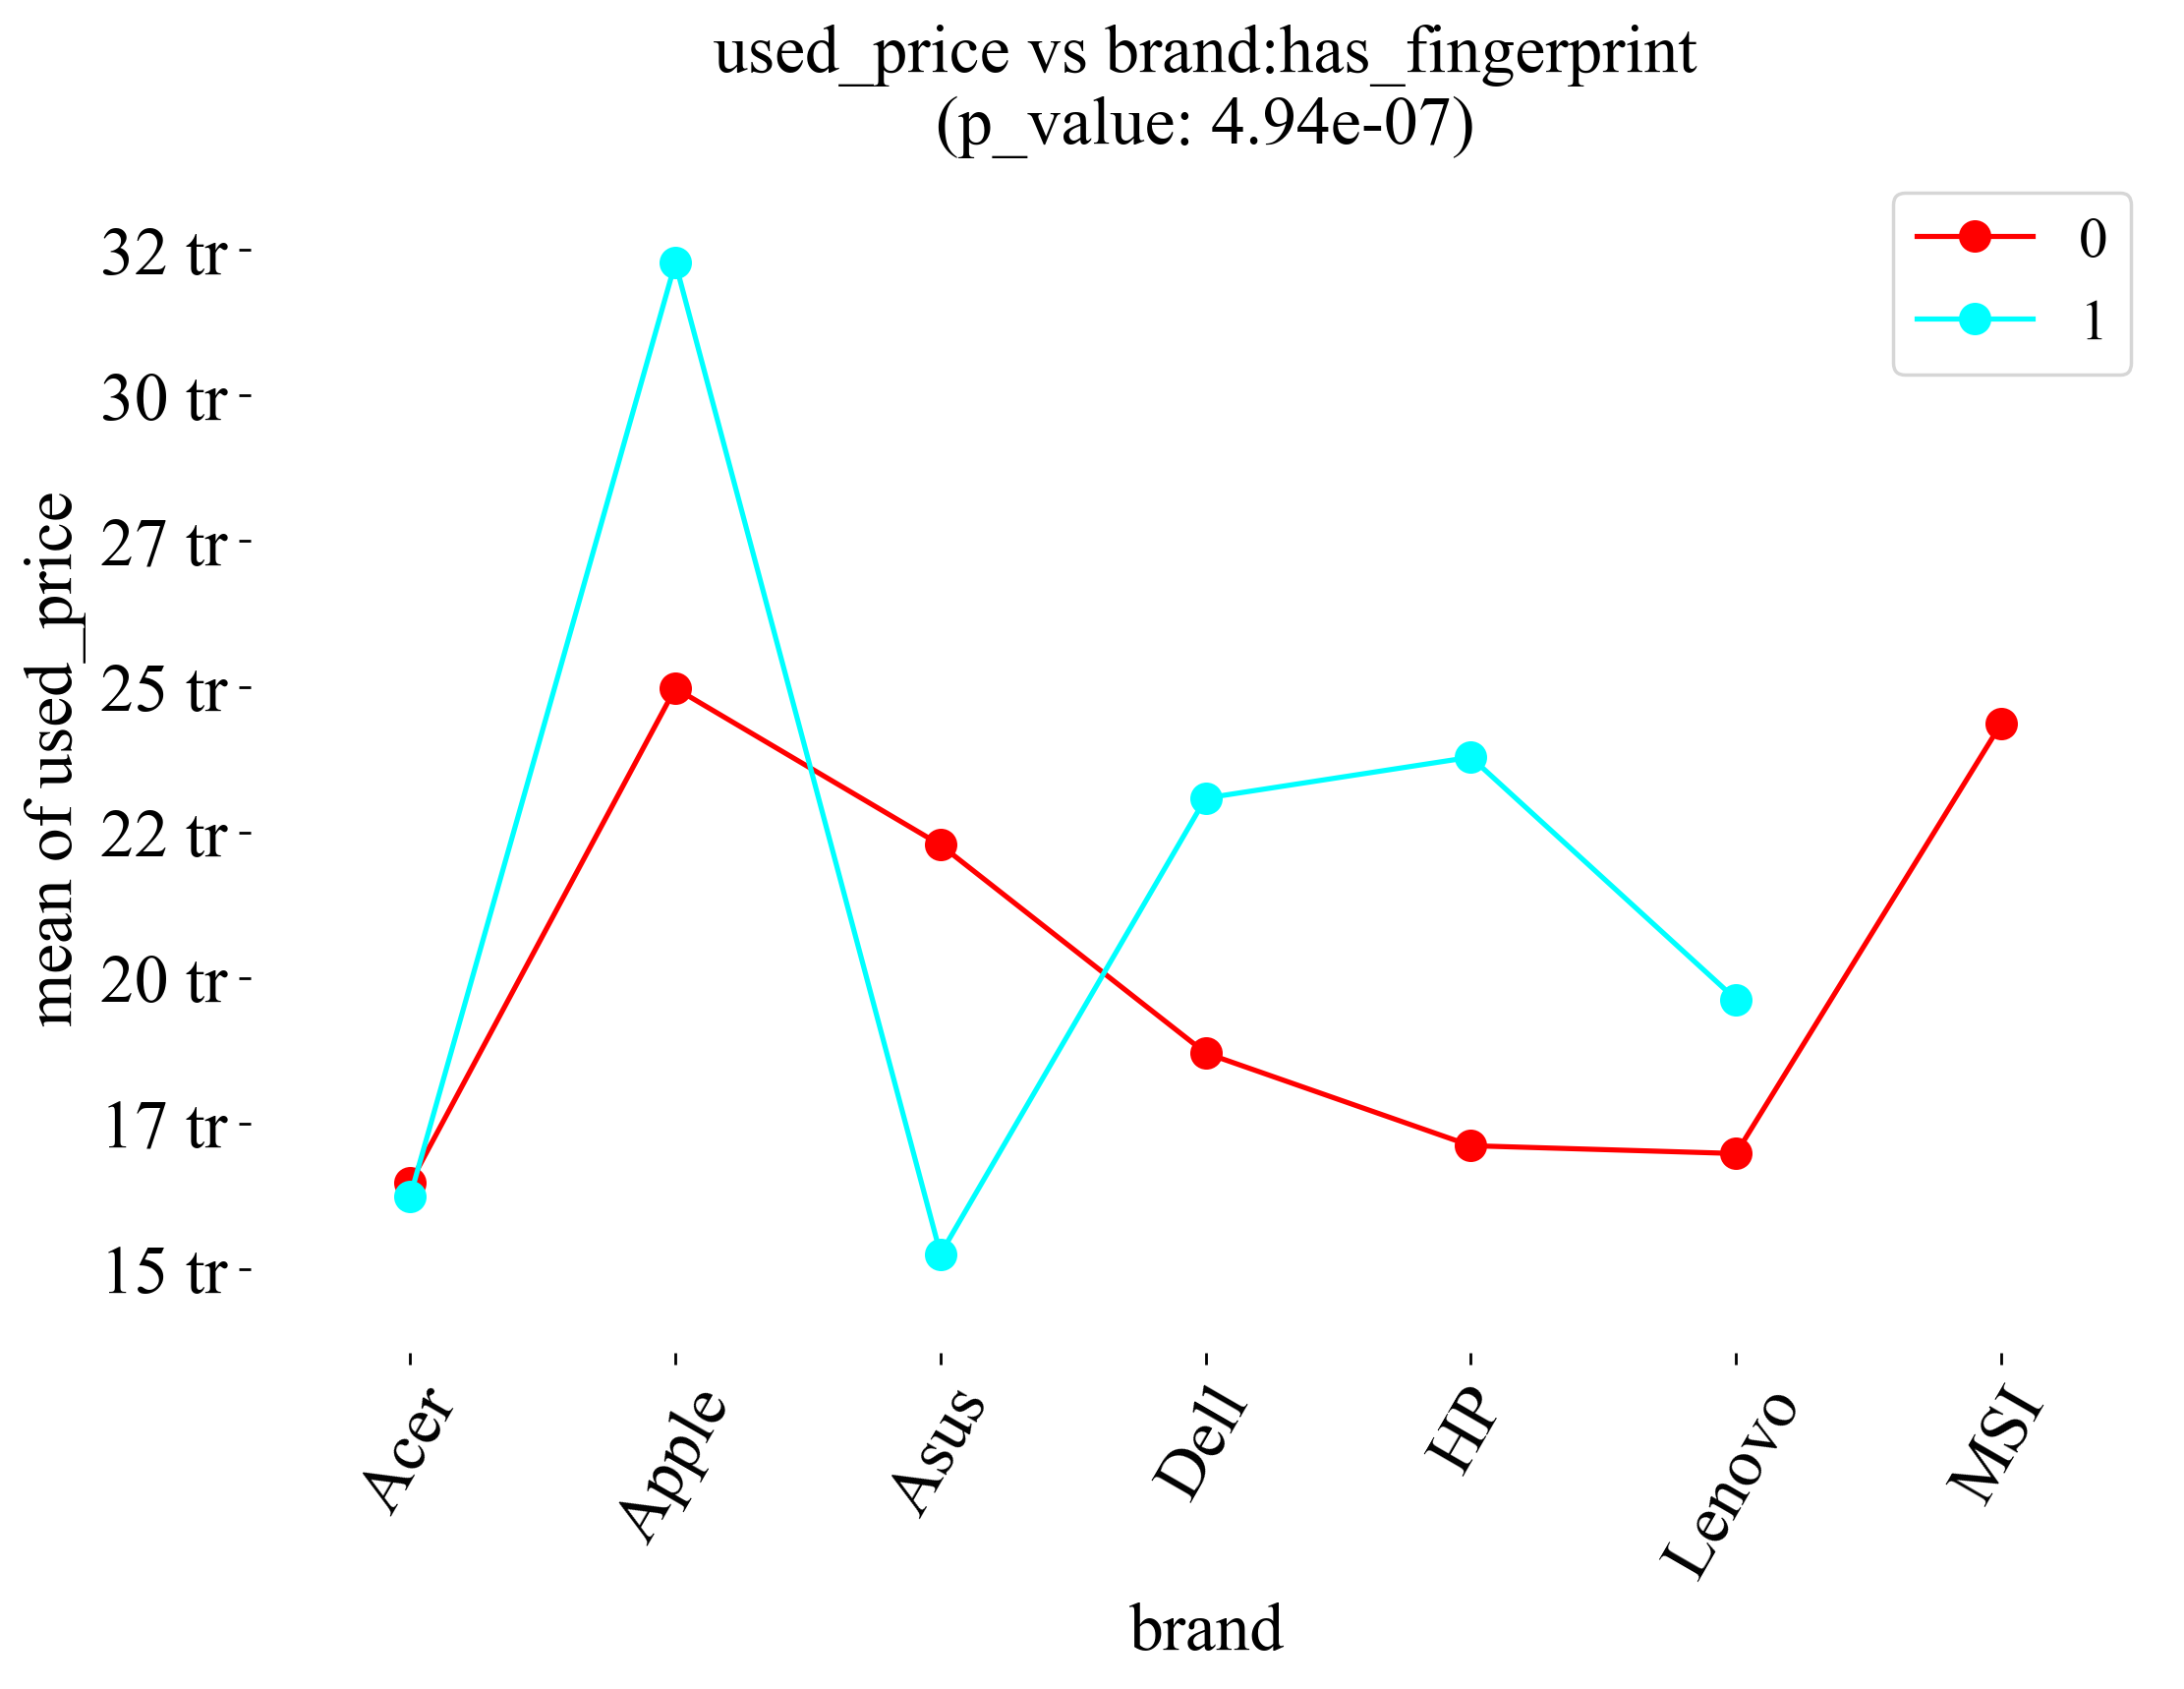 used_price vs brand:has_fingerprint
(p_value: 4.94e-07)
0
1
mean of used_price
32 tr
30 tr
27 tr
25 tr
22 tr
20 tr
17 tr
15 tr
Acer
Apple
Asus
Dell
HP
Lenovo
MSI
brand